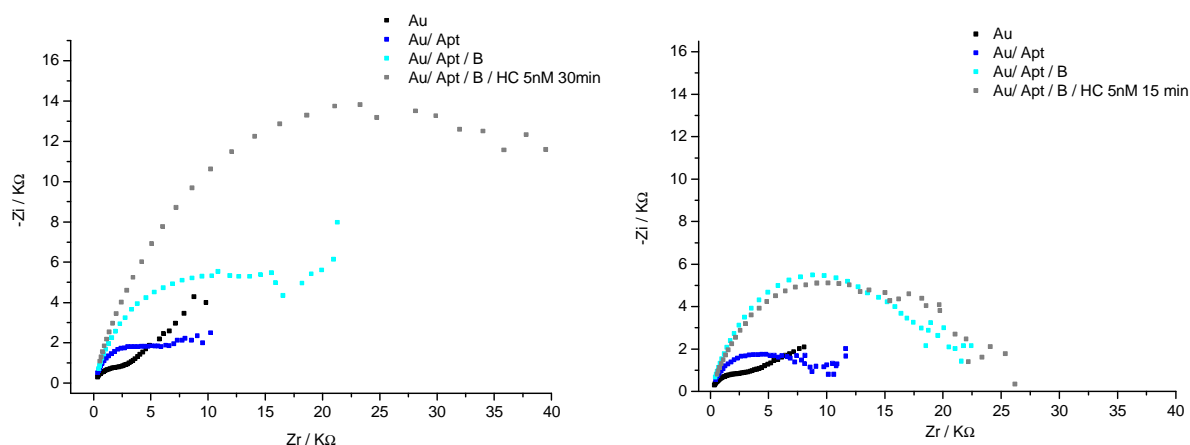 Au
Au/ Apt
Au/ Apt / B
Au/ Apt / B / HC 5nM 30min
16
14
12
10
8
6
4
2
0
-Zi / KΩ
0 5 10 15 20 25 30 35 40
Zr / KΩ
Au
Au/ Apt
Au/ Apt / B
Au/ Apt / B / HC 5nM 15 min
16
14
12
10
8
6
4
2
0
-Zi / KΩ
0 5 10 15 20 25 30 35 40
Zr / KΩ